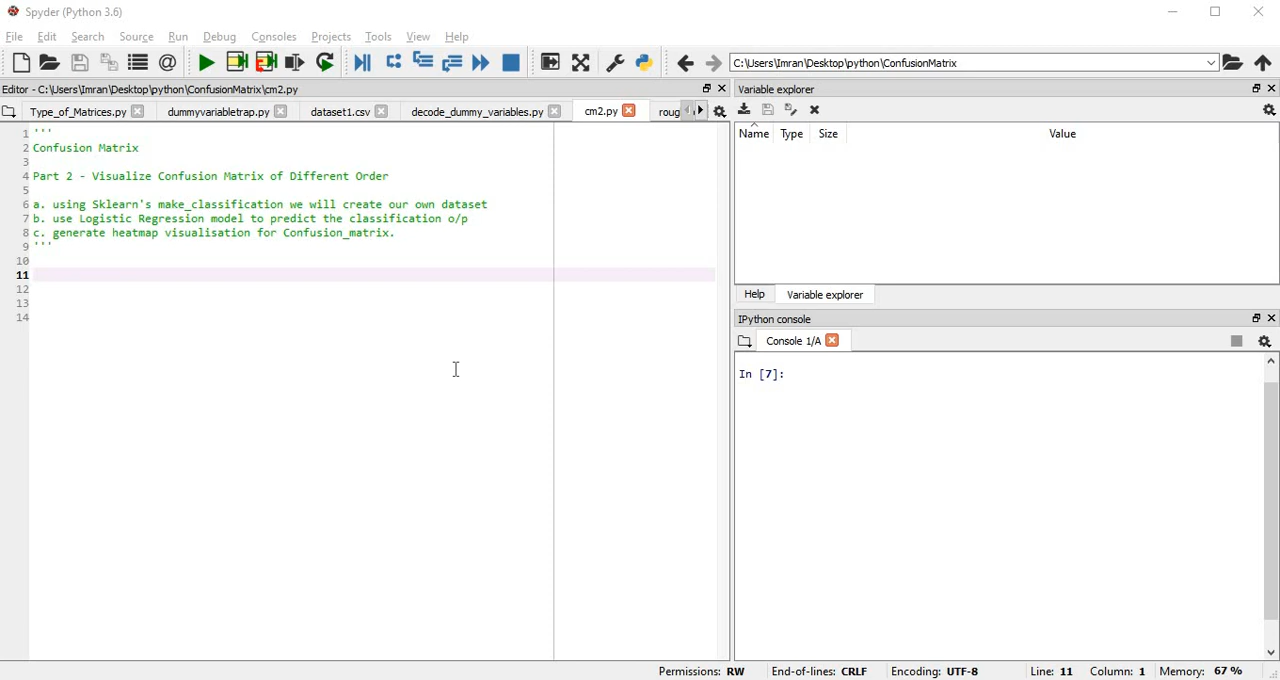 Spyder (Python 3.6)
File Edit Search Source Run Debug Consoles Projects Tools View Help
C:\Users\Imran\Desktop\python\ConfusionMatrix
Editor - C:\Users\Imran\Desktop\python\ConfusionMatrix\cm2.py
Type_of_Matrices.py dummyvariabletrap.py dataset1.csv decode_dummy_variables.py cm2.py roug
1 '''
2 Confusion Matrix
3
4 Part 2 - Visualize Confusion Matrix of Different Order
5
6 a. using Sklearn's make_classification we will create our own dataset
7 b. use Logistic Regression model to predict the classification o/p
8 c. generate heatmap visualisation for Confusion_matrix.
9 '''
10
11
12
13
14
Variable explorer
Name Type Size Value
Help Variable explorer
IPython console
Console 1/A
In [7]:
Permissions: RW End-of-lines: CRLF Encoding: UTF-8 Line: 11 Column: 1 Memory: 67 %